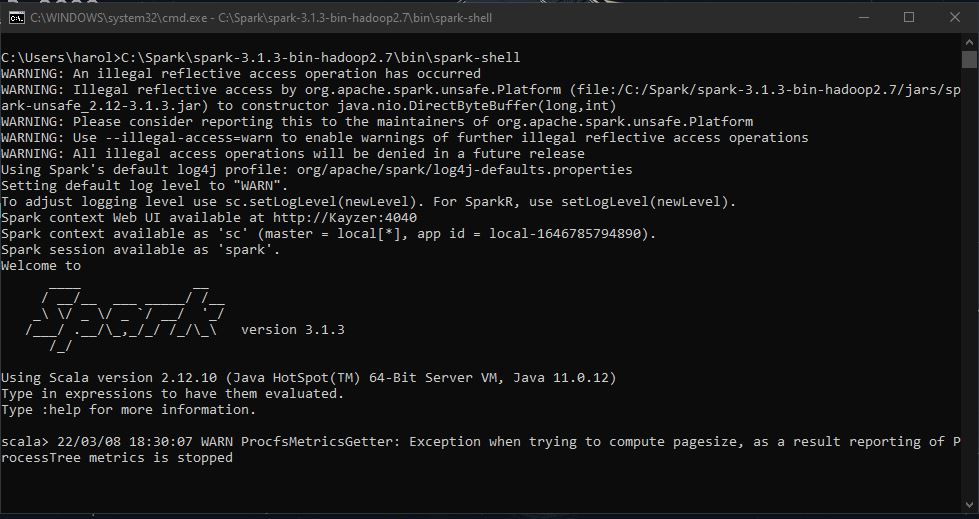 C:\WINDOWS\system32\cmd.exe - C:\Spark\spark-3.1.3-bin-hadoop2.7\bin\spark-shell
C:\Users\harol>C:\Spark\spark-3.1.3-bin-hadoop2.7\bin\spark-shell
WARNING: An illegal reflective access operation has occurred
WARNING: Illegal reflective access by org.apache.spark.unsafe.Platform (file:/C:/Spark/spark-3.1.3-bin-hadoop2.7/jars/sp
ark-unsafe_2.12-3.1.3.jar) to constructor java.nio.DirectByteBuffer(long,int)
WARNING: Please consider reporting this to the maintainers of org.apache.spark.unsafe.Platform
WARNING: Use --illegal-access=warn to enable warnings of further illegal reflective access operations
WARNING: All illegal access operations will be denied in a future release
Using Spark's default log4j profile: org/apache/spark/log4j-defaults.properties
Setting default log level to "WARN".
To adjust logging level use sc.setLogLevel(newLevel). For SparkR, use setLogLevel(newLevel).
Spark context Web UI available at http://Kayzer:4040
Spark context available as 'sc' (master = local[*], app id = local-1646785794890).
Spark session available as 'spark'.
Welcome to
Spark version 3.1.3
Using Scala version 2.12.10 (Java HotSpot(TM) 64-Bit Server VM, Java 11.0.12)
Type in expressions to have them evaluated.
Type :help for more information.
scala> 22/03/08 18:30:07 WARN ProcfsMetricsGetter: Exception when trying to compute pagesize, as a result reporting of P
rocessTree metrics is stopped